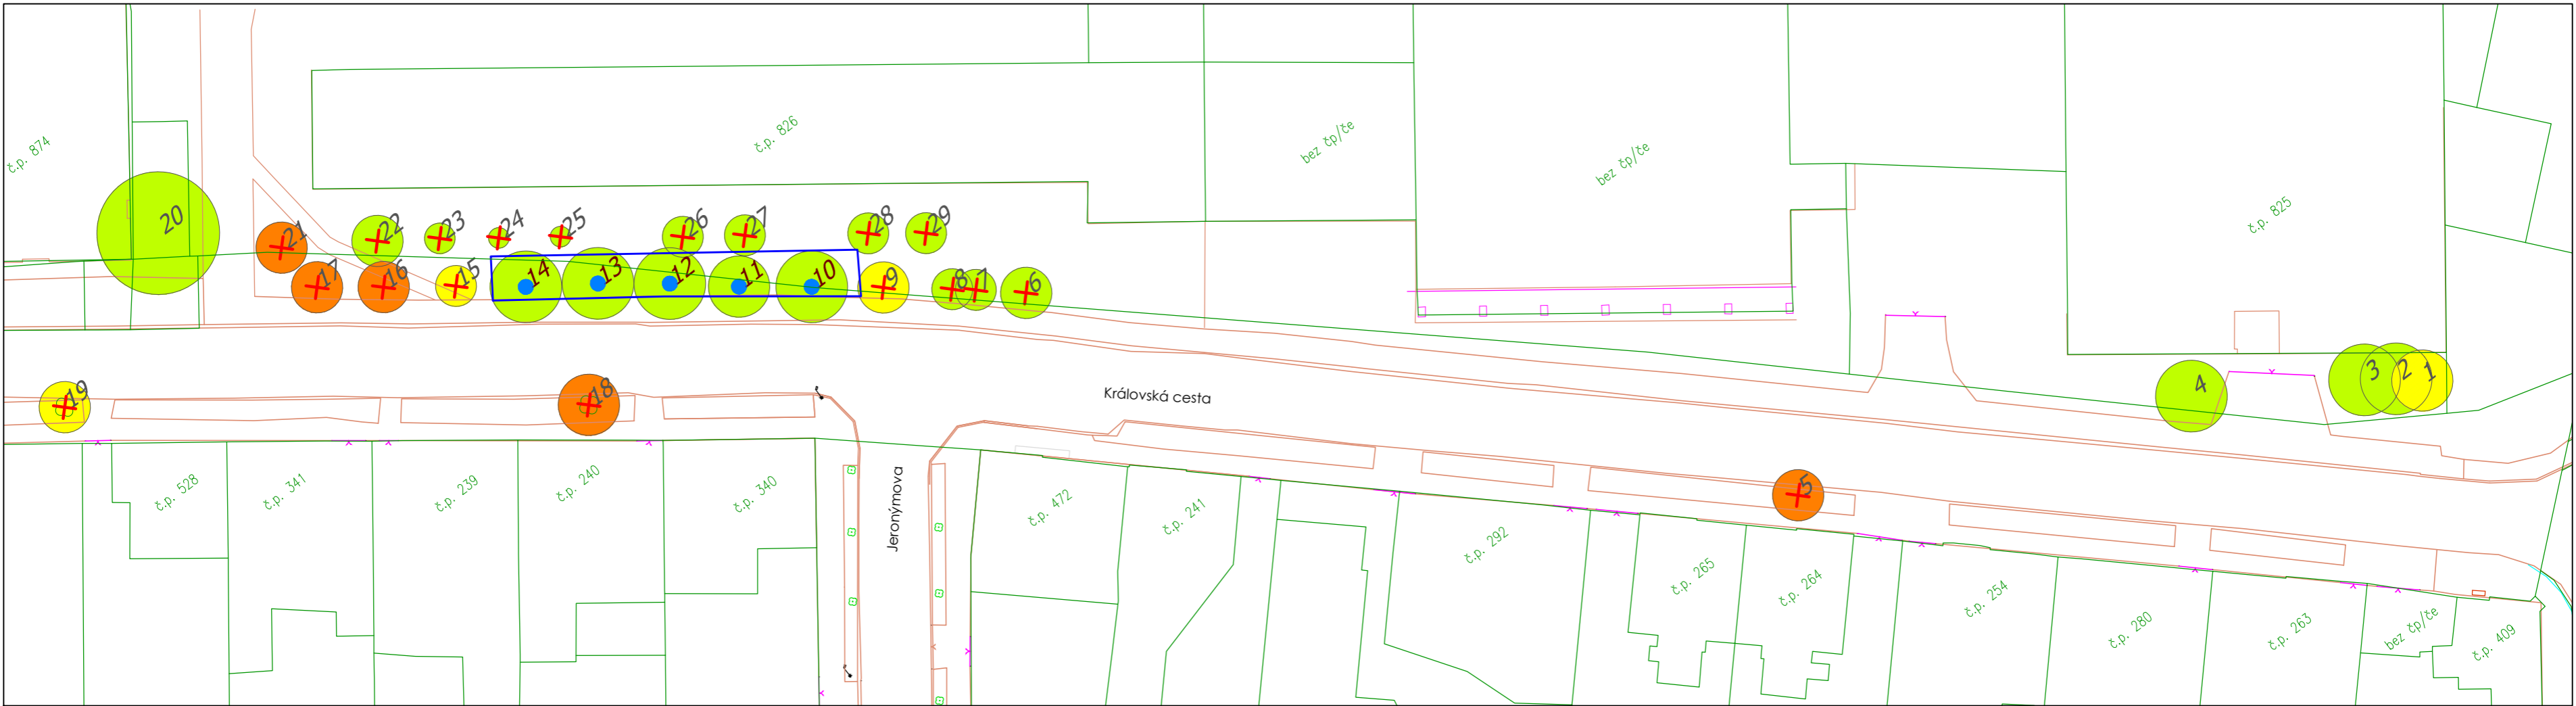 č.p. 874
č.p. 826
bez čp/če
bez čp/če
č.p. 825
20
21
22
23
24
25
26
27
28
29
17
16
15
14
13
12
11
10
9
8
7
6
4
3
2
1
19
18
Královská cesta
5
Jeronýmova
č.p. 528
č.p. 341
č.p. 239
č.p. 240
č.p. 340
č.p. 472
č.p. 241
č.p. 292
č.p. 265
č.p. 264
č.p. 254
č.p. 280
č.p. 263
bez čp/če
č.p. 409